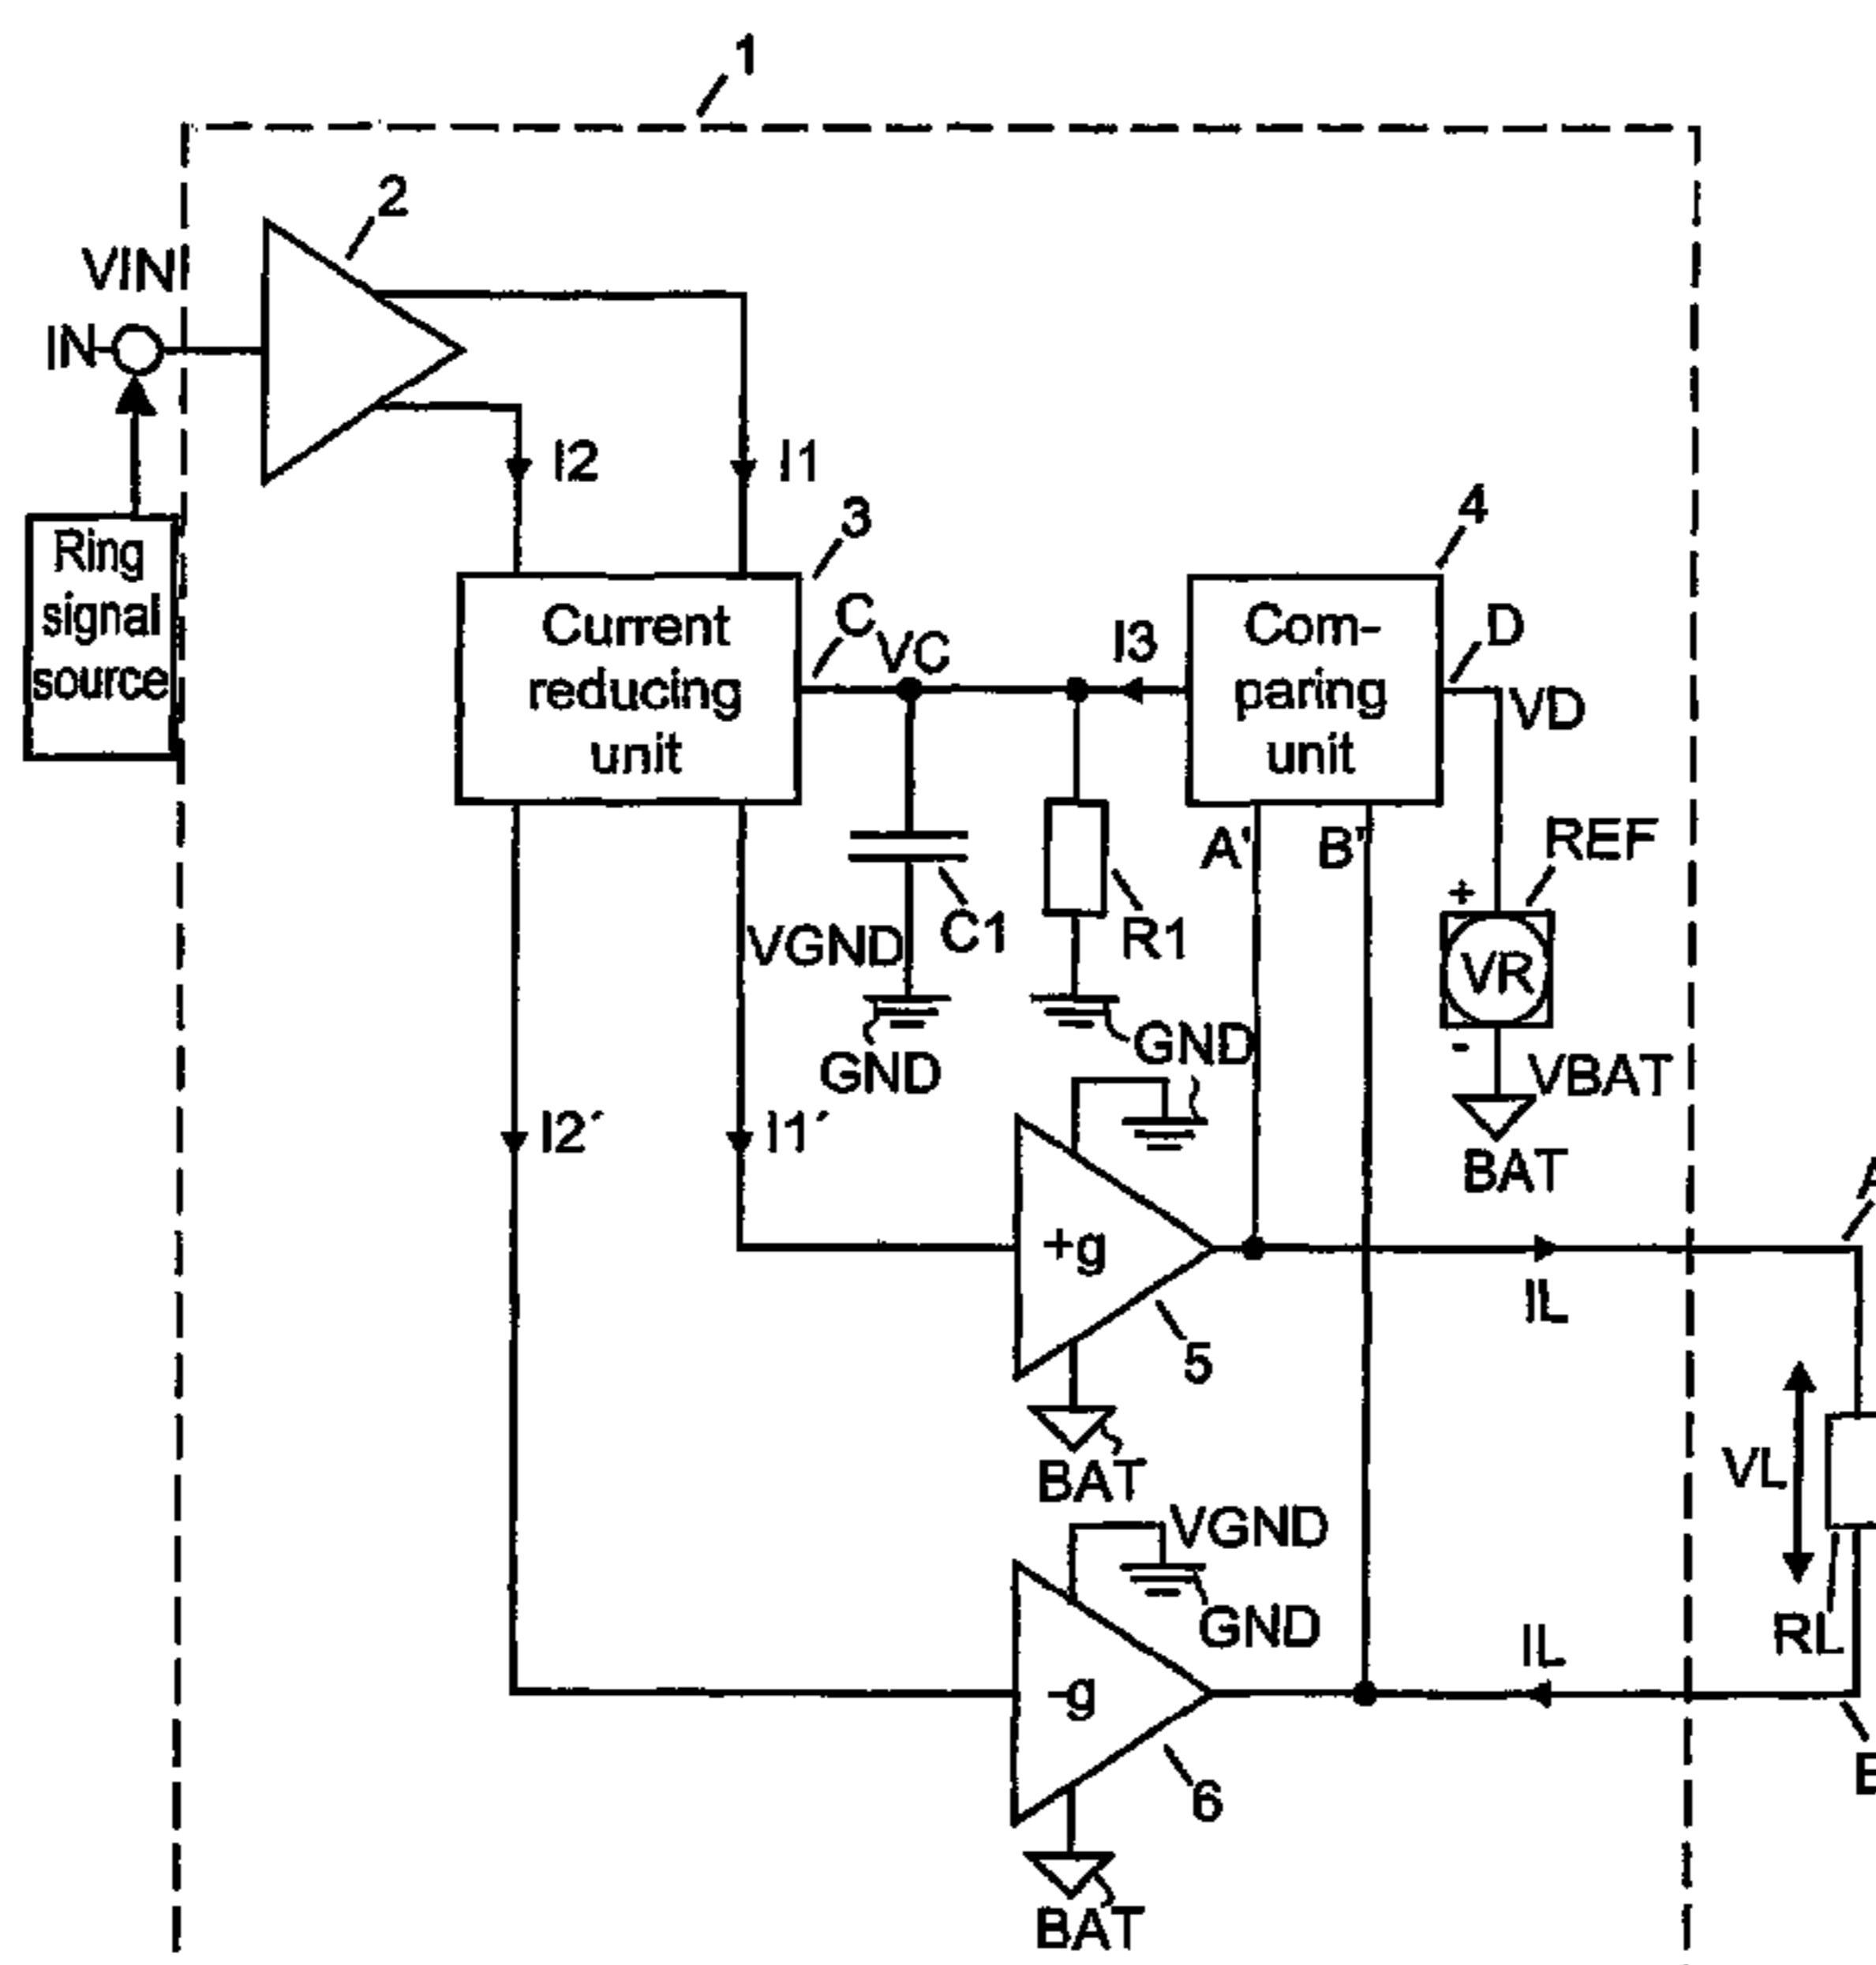 1
2
VIN
IN
I2
I1
Ring
signal
source
3
4
Current
reducing
unit
C
VC
I3
Com-
paring
unit
D
VD
A'
B'
REF
+
VR
-
C1
R1
VGND
GND
GND
VBAT
BAT
I2´
I1´
A
+g
IL
5
BAT
VL
VGND
GND
RL
IL
-g
6
B
BAT